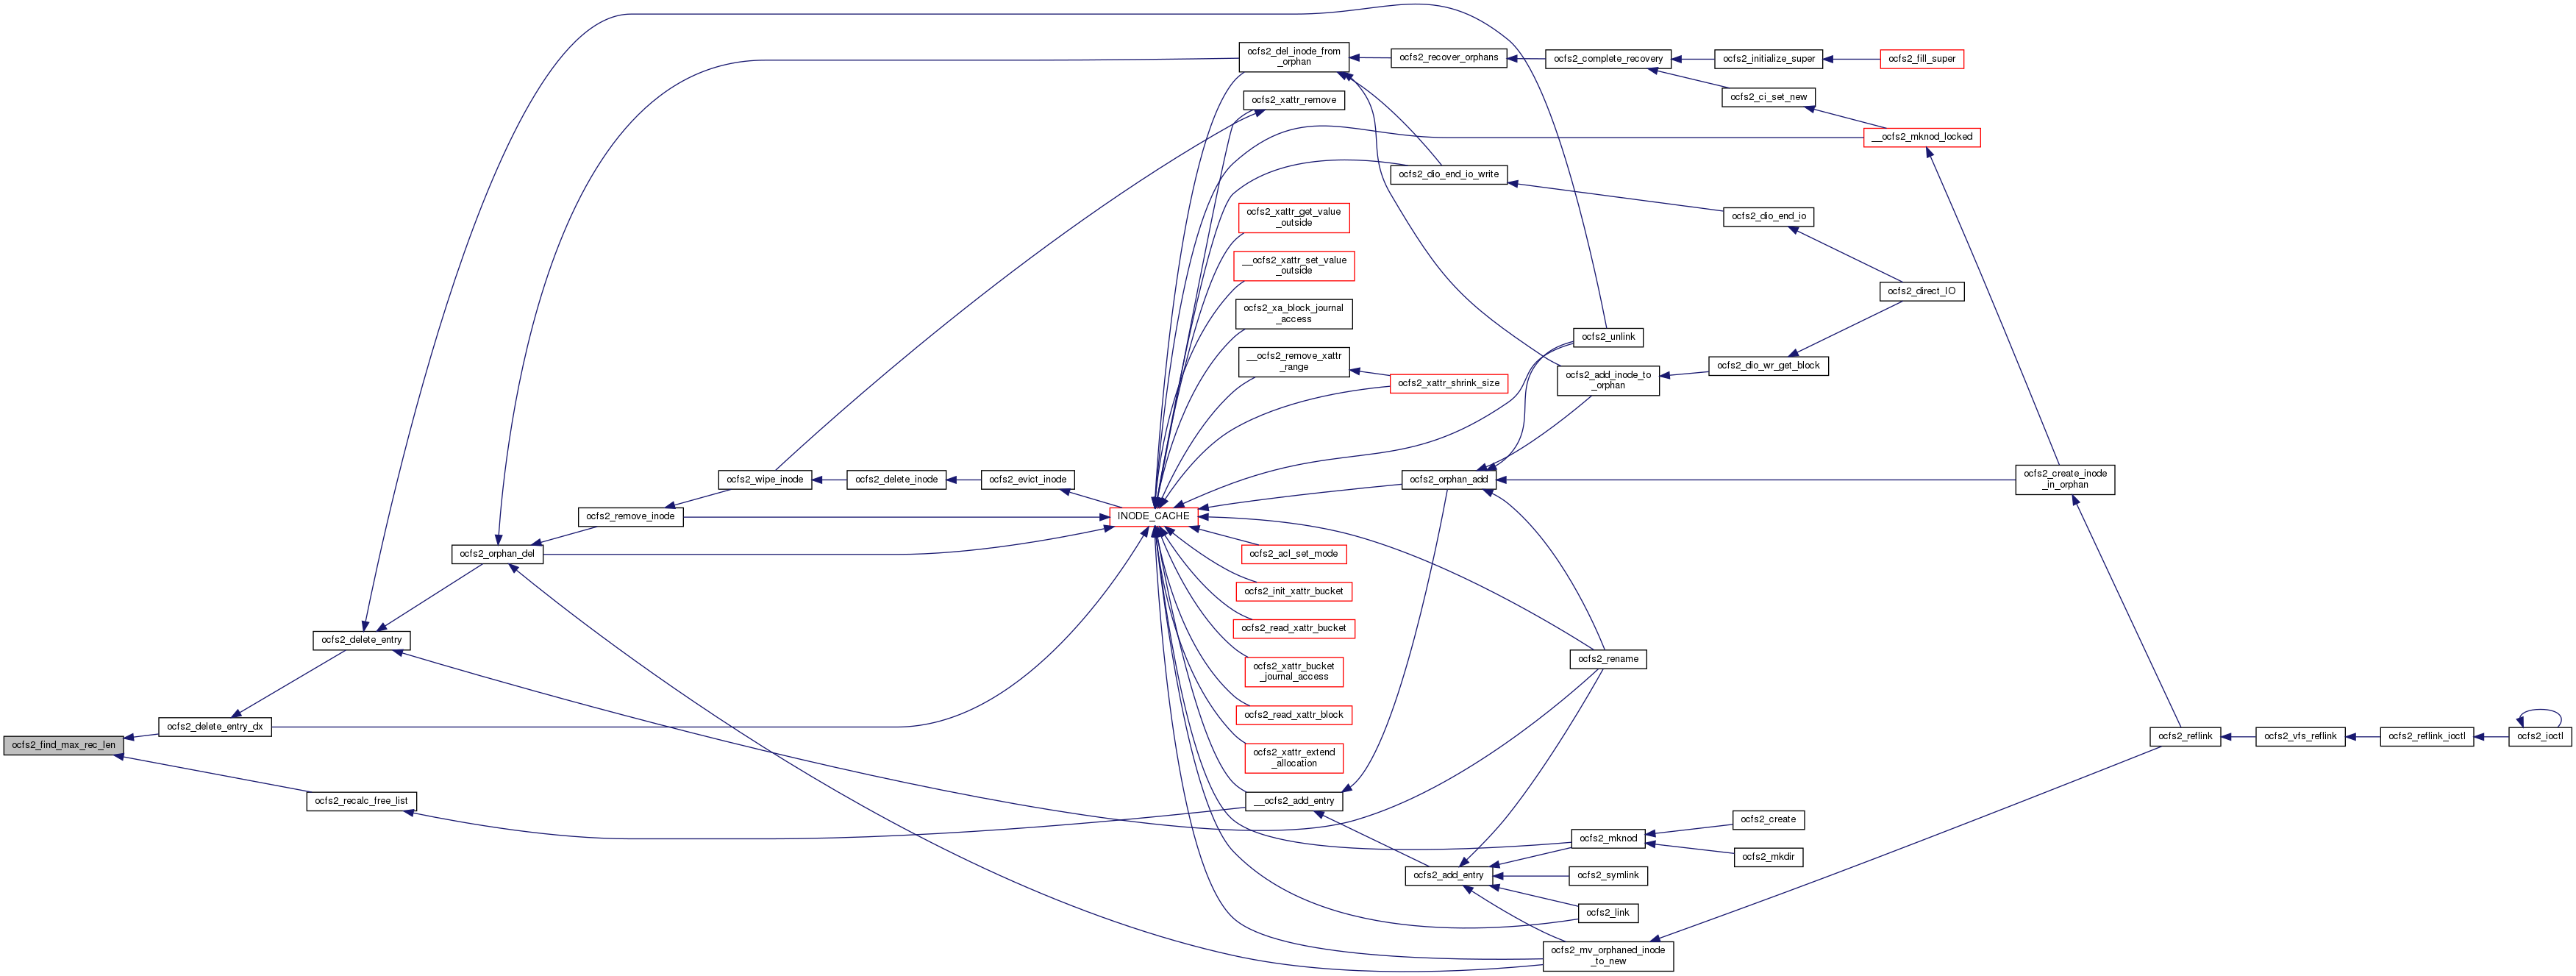 ocfs2_find_max_rec_len
ocfs2_delete_entry_dx
ocfs2_recalc_free_list
ocfs2_delete_entry
ocfs2_orphan_del
ocfs2_remove_inode
ocfs2_wipe_inode
ocfs2_delete_inode
ocfs2_evict_inode
INODE_CACHE
ocfs2_del_inode_from
_orphan
ocfs2_xattr_remove
ocfs2_xattr_get_value
_outside
__ocfs2_xattr_set_value
_outside
ocfs2_xa_block_journal
_access
__ocfs2_remove_xattr
_range
ocfs2_acl_set_mode
ocfs2_init_xattr_bucket
ocfs2_read_xattr_bucket
ocfs2_xattr_bucket
_journal_access
ocfs2_read_xattr_block
ocfs2_xattr_extend
_allocation
__ocfs2_add_entry
ocfs2_recover_orphans
ocfs2_dio_end_io_write
ocfs2_xattr_shrink_size
ocfs2_orphan_add
ocfs2_add_entry
ocfs2_complete_recovery
ocfs2_unlink
ocfs2_add_inode_to
_orphan
ocfs2_rename
ocfs2_mknod
ocfs2_symlink
ocfs2_link
ocfs2_mv_orphaned_inode
_to_new
ocfs2_initialize_super
ocfs2_ci_set_new
ocfs2_dio_end_io
ocfs2_dio_wr_get_block
ocfs2_create
ocfs2_mkdir
ocfs2_fill_super
__ocfs2_mknod_locked
ocfs2_direct_IO
ocfs2_create_inode
_in_orphan
ocfs2_reflink
ocfs2_vfs_reflink
ocfs2_reflink_ioctl
ocfs2_ioctl